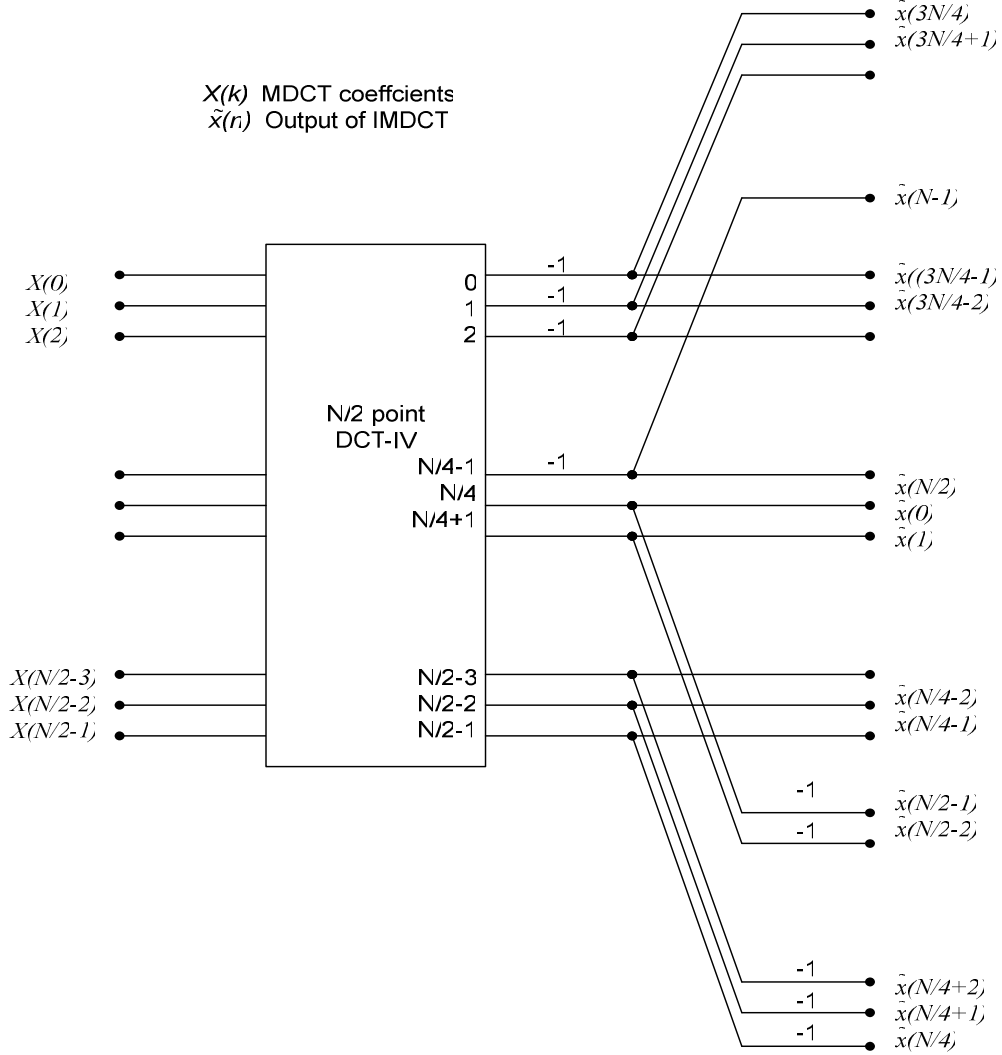 x̃(3N/4)
x̃(3N/4+1)
X(k) MDCT coeffcients
x̃(n) Output of IMDCT
x̃(N-1)
X(0)
X(1)
X(2)
0
1
2
-1
-1
-1
x̃((3N/4-1)
x̃(3N/4-2)
N/2 point
DCT-IV
N/4-1
N/4
N/4+1
-1
x̃(N/2)
x̃(0)
x̃(1)
X(N/2-3)
X(N/2-2)
X(N/2-1)
N/2-3
N/2-2
N/2-1
x̃(N/4-2)
x̃(N/4-1)
-1
x̃(N/2-1)
-1
x̃(N/2-2)
-1
x̃(N/4+2)
-1
x̃(N/4+1)
-1
x̃(N/4)